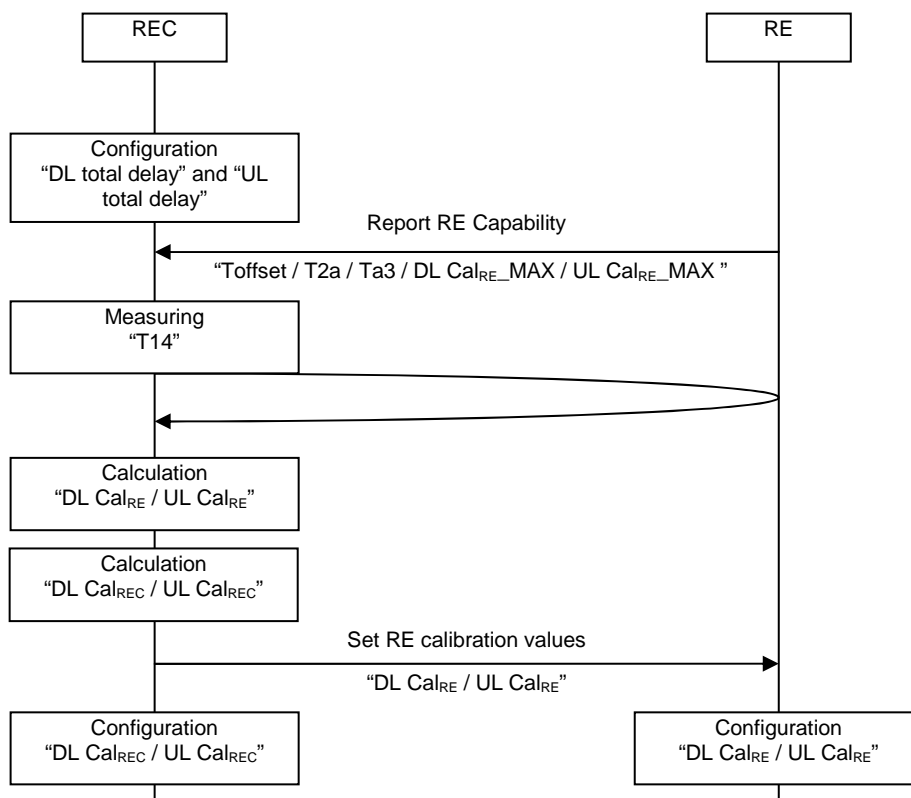 REC
RE
Configuration
“DL total delay” and “UL
total delay”
Report RE Capability
“Toffset / T2a / Ta3 / DL CalRE_MAX / UL CalRE_MAX ”
Measuring
“T14”
Calculation
“DL CalRE / UL CalRE”
Calculation
“DL CalREC / UL CalREC”
Set RE calibration values
“DL CalRE / UL CalRE”
Configuration
“DL CalREC / UL CalREC”
Configuration
“DL CalRE / UL CalRE”